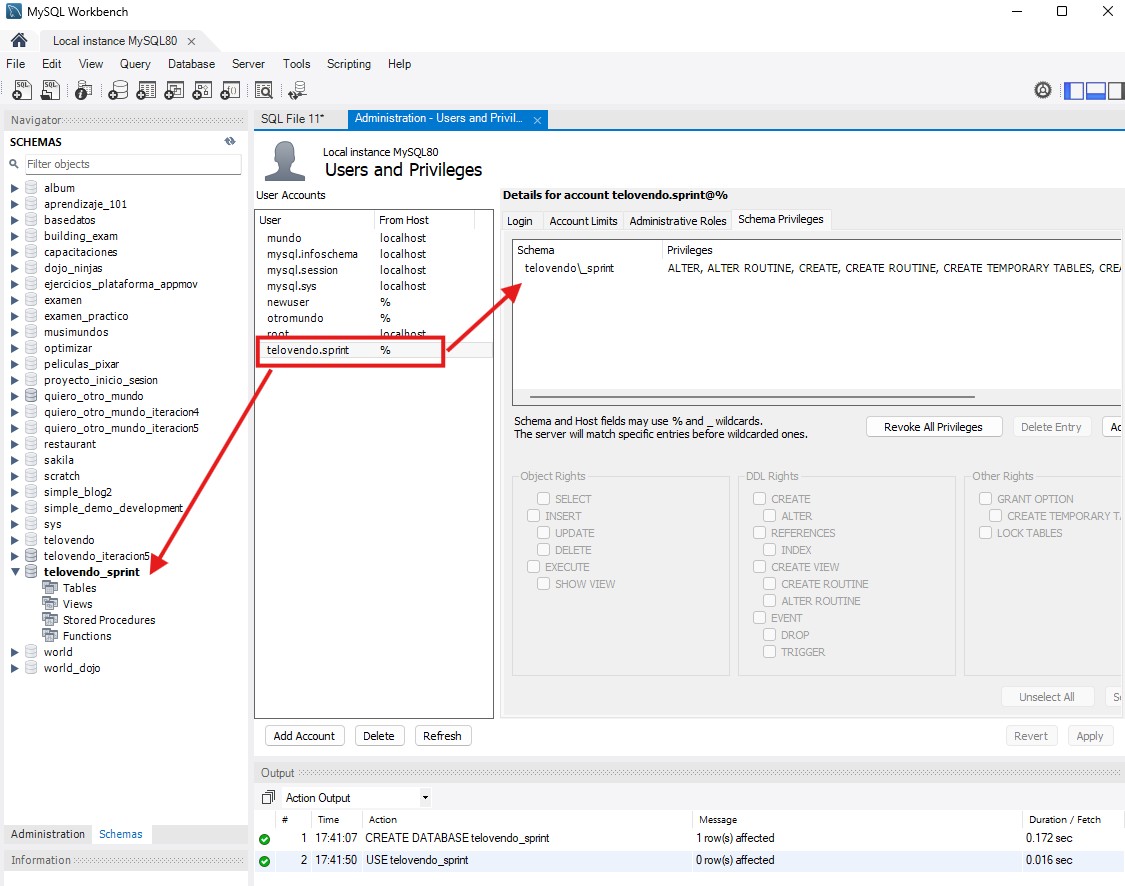 MySQL Workbench
Local instance MySQL80
File Edit View Query Database Server Tools Scripting Help
Navigator
SCHEMAS
Filter objects
album
aprendizaje_101
basedatos
building_exam
capacitaciones
dojo_ninjas
ejercicios_plataforma_appmov
examen
examen_practico
musimundos
optimizar
peliculas_pixar
proyecto_inicio_sesion
quiero_otro_mundo
quiero_otro_mundo_iteracion4
quiero_otro_mundo_iteracion5
restaurant
sakila
scratch
simple_blog2
simple_demo_development
sys
telovendo
telovendo_iteracion5
telovendo_sprint
Tables
Views
Stored Procedures
Functions
world
world_dojo
Administration Schemas
Information
SQL File 11* Administration - Users and Privil...
Local instance MySQL80
Users and Privileges
User Accounts
User From Host
mundo localhost
mysql.infoschema localhost
mysql.session localhost
mysql.sys localhost
newuser %
otromundo %
root localhost
telovendo.sprint %
Add Account Delete Refresh
Details for account telovendo.sprint@%
Login Account Limits Administrative Roles Schema Privileges
Schema Privileges
telovendo\_sprint ALTER, ALTER ROUTINE, CREATE, CREATE ROUTINE, CREATE TEMPORARY TABLES, CREA
Schema and Host fields may use % and _ wildcards.
The server will match specific entries before wildcarded ones.
Revoke All Privileges Delete Entry Ac
Object Rights
SELECT
INSERT
UPDATE
DELETE
EXECUTE
SHOW VIEW
DDL Rights
CREATE
ALTER
REFERENCES
INDEX
CREATE VIEW
CREATE ROUTINE
ALTER ROUTINE
EVENT
DROP
TRIGGER
Other Rights
GRANT OPTION
CREATE TEMPORARY T
LOCK TABLES
Unselect All
Revert Apply
Output
Action Output
# Time Action Message Duration / Fetch
1 17:41:07 CREATE DATABASE telovendo_sprint 1 row(s) affected 0.172 sec
2 17:41:50 USE telovendo_sprint 0 row(s) affected 0.016 sec